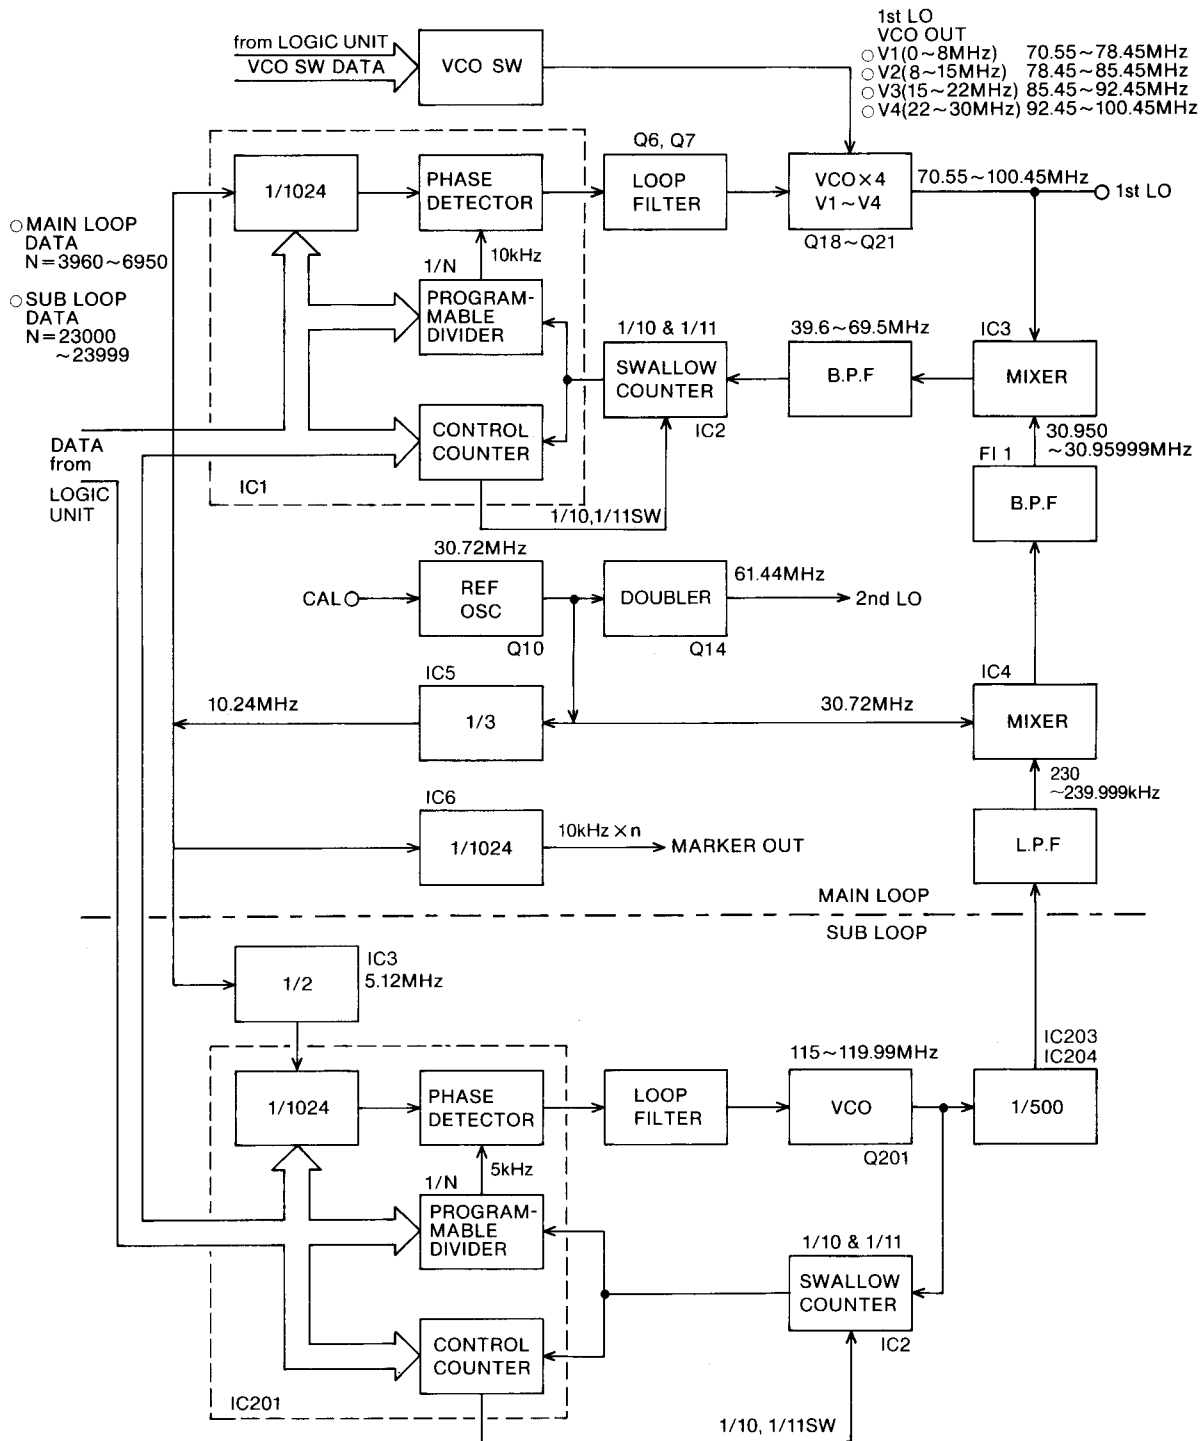 from LOGIC UNIT
VCO SW DATA
VCO SW
1st LO
VCO OUT
○V1(0~8MHz) 70.55~78.45MHz
○V2(8~15MHz) 78.45~85.45MHz
○V3(15~22MHz) 85.45~92.45MHz
○V4(22~30MHz) 92.45~100.45MHz
1/1024
PHASE
DETECTOR
Q6, Q7
LOOP
FILTER
VCO×4
V1~V4
Q18~Q21
70.55~100.45MHz
1st LO
○MAIN LOOP
DATA
N=3960~6950
○SUB LOOP
DATA
N=23000
~23999
10kHz
1/N
PROGRAM-
MABLE
DIVIDER
1/10 & 1/11
SWALLOW
COUNTER
IC2
39.6~69.5MHz
B.P.F
IC3
MIXER
30.950
~30.95999MHz
CONTROL
COUNTER
IC1
1/10,1/11SW
DATA
from
LOGIC
UNIT
FI 1
B.P.F
30.72MHz
CAL
REF
OSC
Q10
DOUBLER
Q14
61.44MHz
2nd LO
10.24MHz
IC5
1/3
30.72MHz
IC4
MIXER
230
~239.999kHz
IC6
1/1024
10kHz×n
MARKER OUT
L.P.F
MAIN LOOP
SUB LOOP
1/2
IC3
5.12MHz
1/1024
PHASE
DETECTOR
LOOP
FILTER
115~119.99MHz
VCO
Q201
IC203
IC204
1/500
5kHz
1/N
PROGRAM-
MABLE
DIVIDER
1/10 & 1/11
SWALLOW
COUNTER
IC2
CONTROL
COUNTER
IC201
1/10, 1/11SW